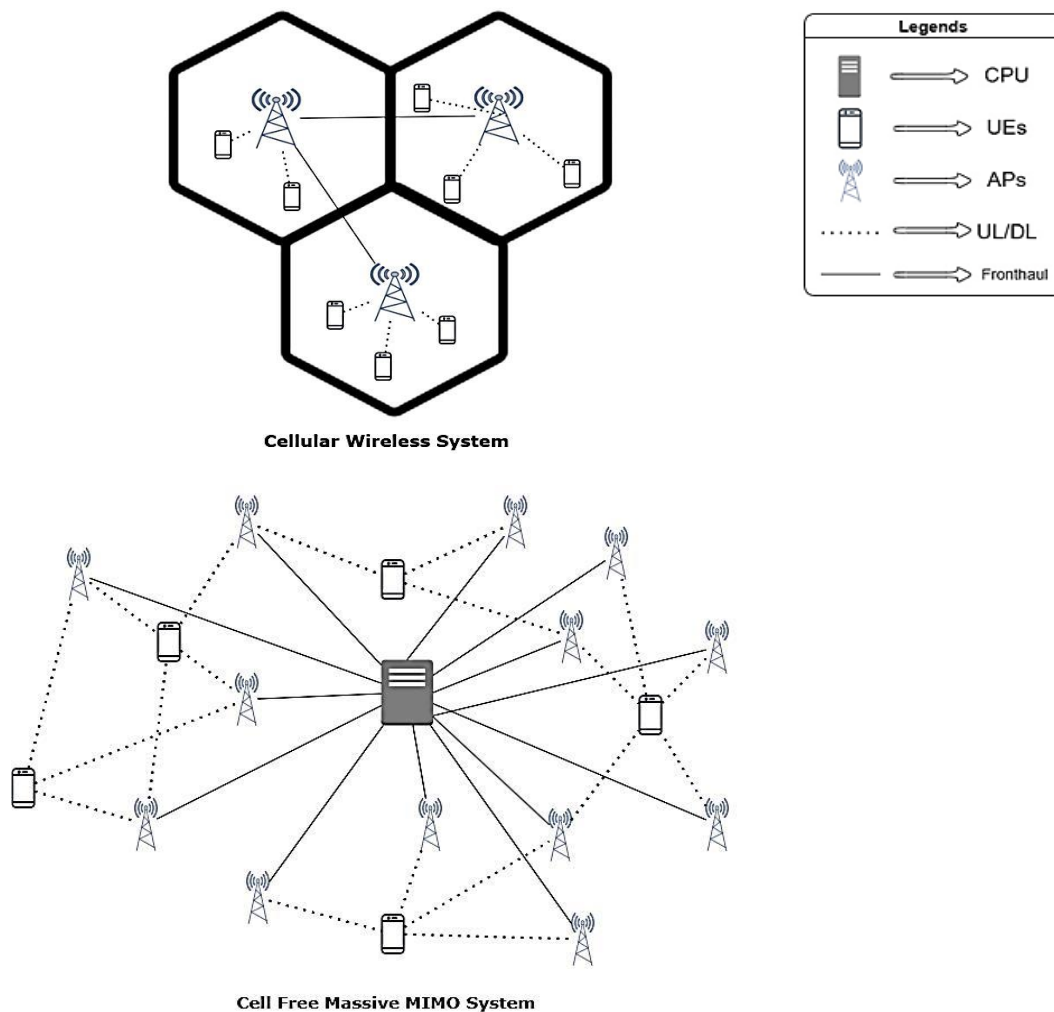 Legends
CPU
UEs
APs
UL/DL
Fronthaul
Cellular Wireless System
Cell Free Massive MIMO System